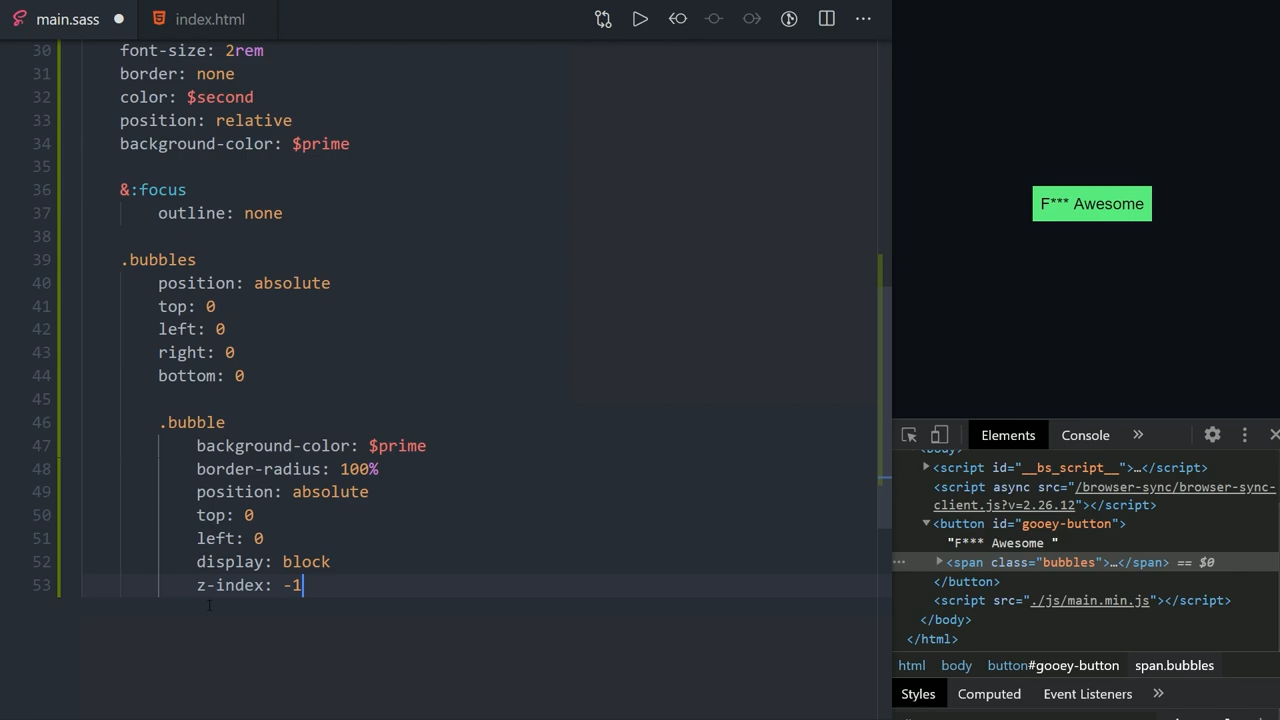 main.sass
index.html
30 font-size: 2rem
31 border: none
32 color: $second
33 position: relative
34 background-color: $prime
35
36 &:focus
37 outline: none
38
39 .bubbles
40 position: absolute
41 top: 0
42 left: 0
43 right: 0
44 bottom: 0
45
46 .bubble
47 background-color: $prime
48 border-radius: 100%
49 position: absolute
50 top: 0
51 left: 0
52 display: block
53 z-index: -1
F*** Awesome
Elements Console »
<body>
<script id="__bs_script__">…</script>
<script async src="/browser-sync/browser-sync-
client.js?v=2.26.12"></script>
<button id="gooey-button">
"F*** Awesome "
<span class="bubbles">…</span> == $0
</button>
<script src="./js/main.min.js"></script>
</body>
</html>
html body button#gooey-button span.bubbles
Styles Computed Event Listeners »